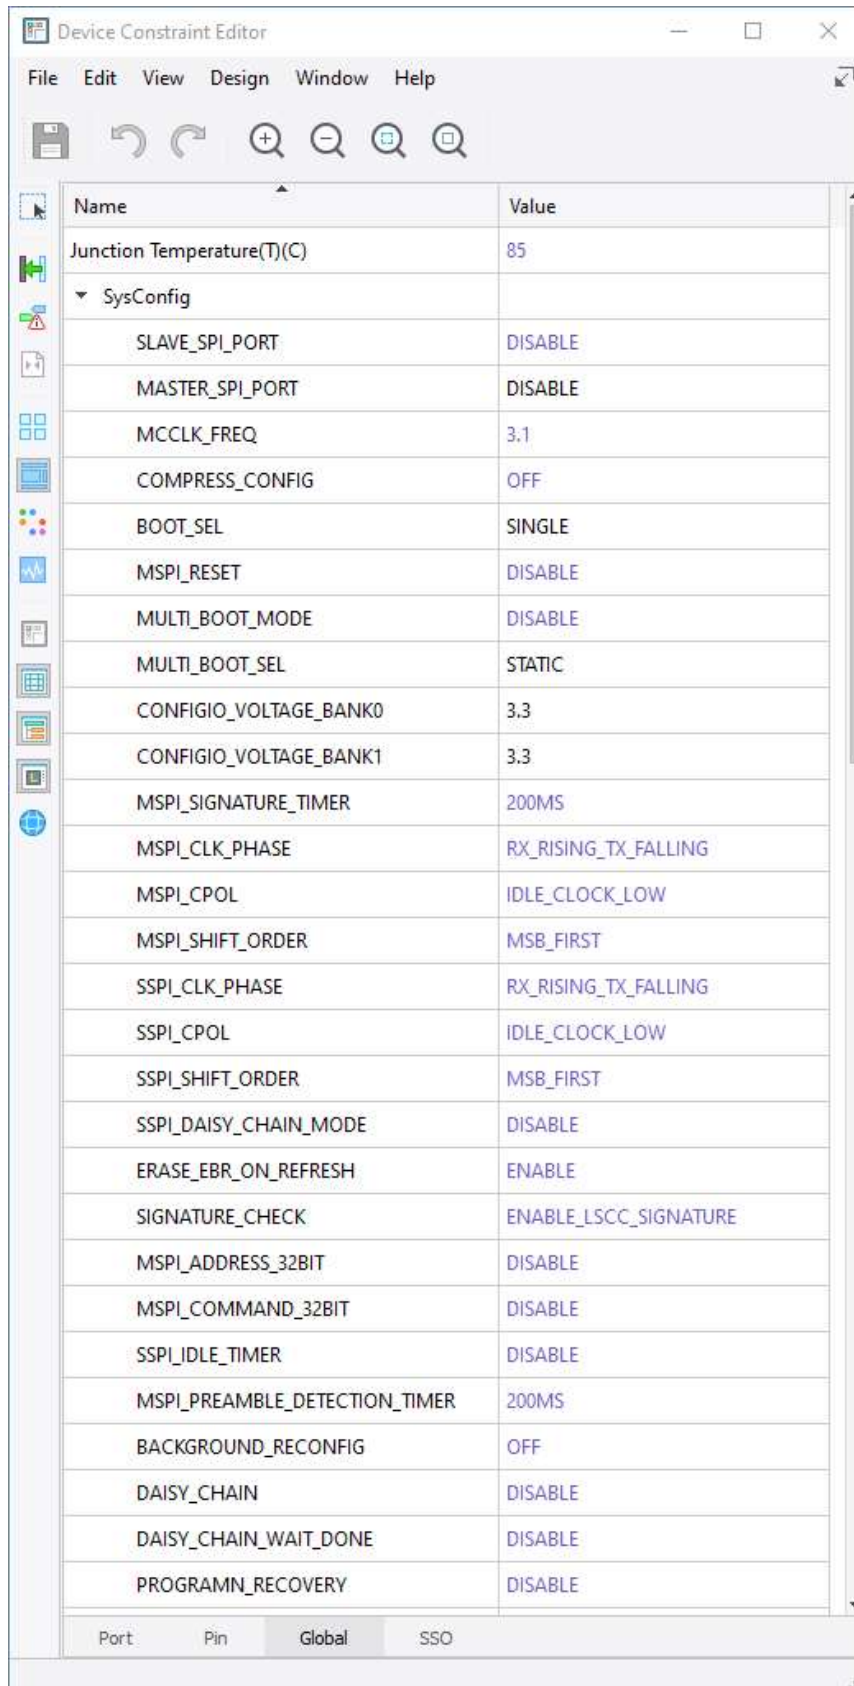 Device Constraint Editor
File Edit View Design Window Help
Name Value
Junction Temperature(T)(C) 85
SysConfig
SLAVE_SPI_PORT DISABLE
MASTER_SPI_PORT DISABLE
MCCLK_FREQ 3.1
COMPRESS_CONFIG OFF
BOOT_SEL SINGLE
MSPI_RESET DISABLE
MULTI_BOOT_MODE DISABLE
MULTI_BOOT_SEL STATIC
CONFIGIO_VOLTAGE_BANK0 3.3
CONFIGIO_VOLTAGE_BANK1 3.3
MSPI_SIGNATURE_TIMER 200MS
MSPI_CLK_PHASE RX_RISING_TX_FALLING
MSPI_CPOL IDLE_CLOCK_LOW
MSPI_SHIFT_ORDER MSB_FIRST
SSPI_CLK_PHASE RX_RISING_TX_FALLING
SSPI_CPOL IDLE_CLOCK_LOW
SSPI_SHIFT_ORDER MSB_FIRST
SSPI_DAISY_CHAIN_MODE DISABLE
ERASE_EBR_ON_REFRESH ENABLE
SIGNATURE_CHECK ENABLE_LSCC_SIGNATURE
MSPI_ADDRESS_32BIT DISABLE
MSPI_COMMAND_32BIT DISABLE
SSPI_IDLE_TIMER DISABLE
MSPI_PREAMBLE_DETECTION_TIMER 200MS
BACKGROUND_RECONFIG OFF
DAISY_CHAIN DISABLE
DAISY_CHAIN_WAIT_DONE DISABLE
PROGRAMN_RECOVERY DISABLE
Port Pin Global SSO